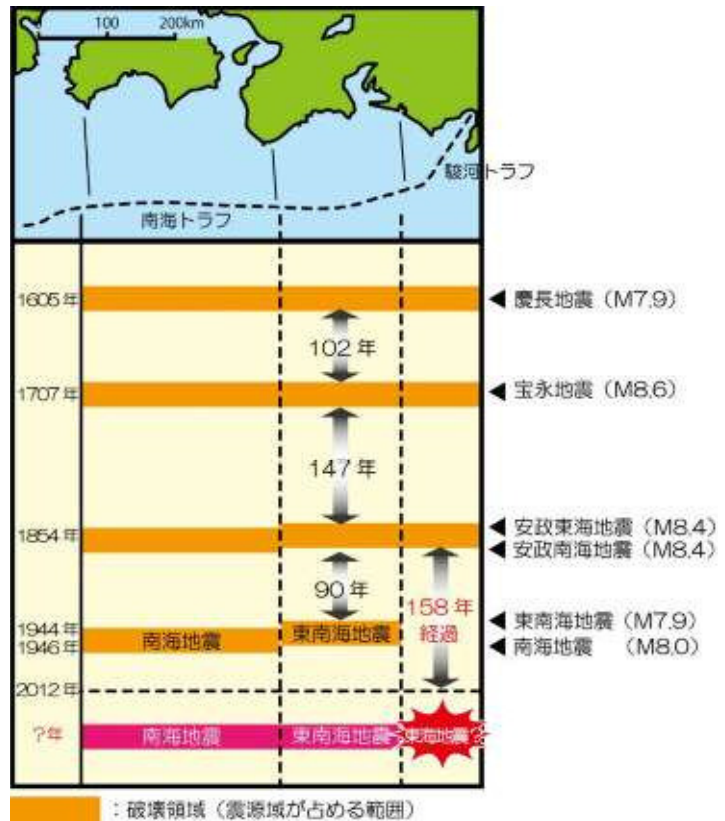 0 100 200km
駿河トラフ
南海トラフ
1605年
◀ 慶長地震（M7.9）
102年
1707年
◀ 宝永地震（M8.6）
147年
1854年
◀ 安政東海地震（M8.4）
◀ 安政南海地震（M8.4）
90年
158年
経過
1944年
1946年
南海地震
東南海地震
◀ 東南海地震（M7.9）
◀ 南海地震　（M8.0）
2012年
?年
南海地震
東南海地震
東海地震?
：破壊領域（震源域が占める範囲）